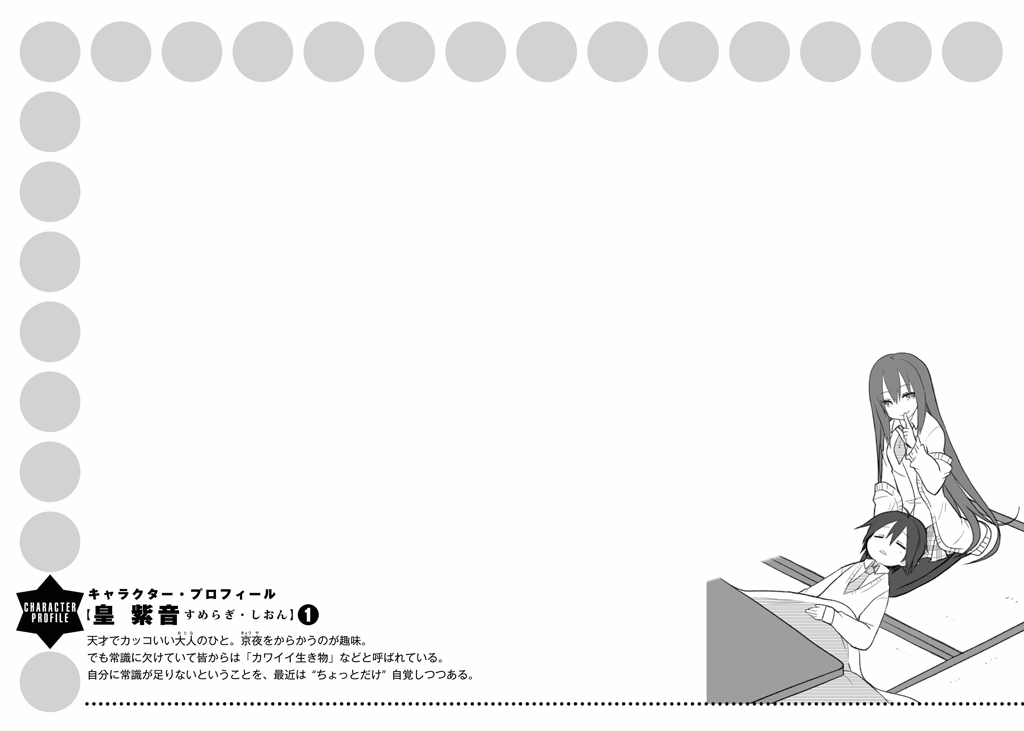 キャラクター・プロフィール
CHARACTER
PROFILE
【皇 紫音 すめらぎ・しおん】❶
天才でカッコいい大人のひと。京夜をからかうのが趣味。
でも常識に欠けていて皆からは「カワイイ生き物」などと呼ばれている。
自分に常識が足りないということを、最近は“ちょっとだけ”自覚しつつある。